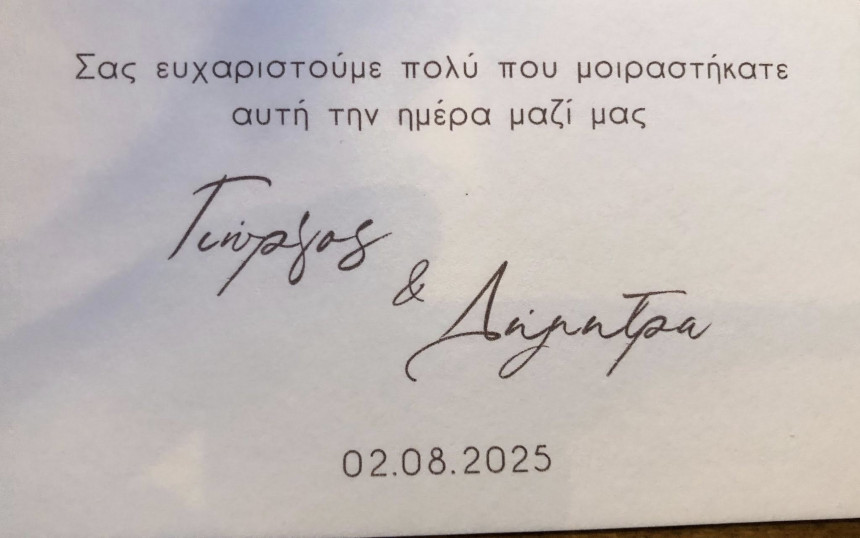 Σας ευχαριστούμε πολύ που μοιραστήκατε
αυτή την ημέρα μαζί μας
Γιώργος
&
Δήμητρα
02.08.2025